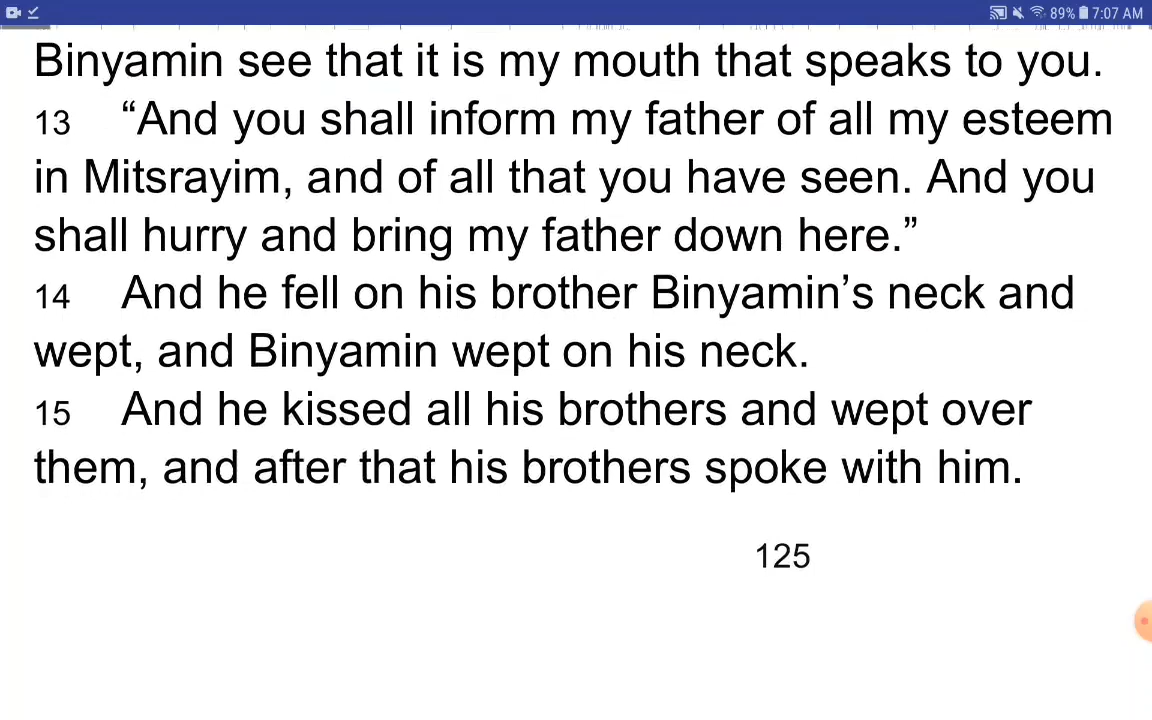 89% 7:07 AM
Binyamin see that it is my mouth that speaks to you.
13 “And you shall inform my father of all my esteem
in Mitsrayim, and of all that you have seen. And you
shall hurry and bring my father down here.”
14 And he fell on his brother Binyamin’s neck and
wept, and Binyamin wept on his neck.
15 And he kissed all his brothers and wept over
them, and after that his brothers spoke with him.
125